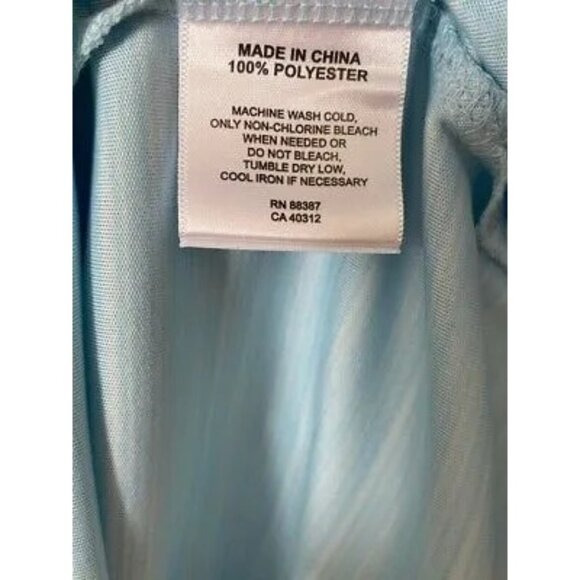 MADE IN CHINA
100% POLYESTER
MACHINE WASH COLD,
ONLY NON-CHLORINE BLEACH
WHEN NEEDED OR
DO NOT BLEACH,
TUMBLE DRY LOW,
COOL IRON IF NECESSARY
RN 88387
CA 40312